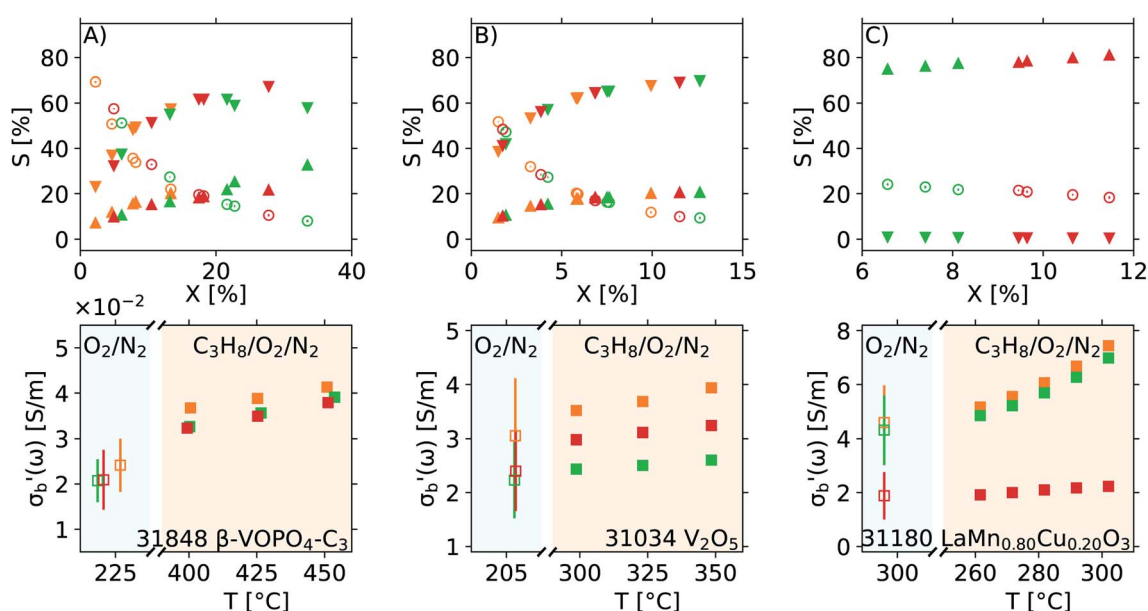 A)
S [%]
80
60
40
20
0
0 20 40
X [%]
B)
S [%]
80
60
40
20
0
0 5 10 15
X [%]
C)
S [%]
80
60
40
20
0
6 8 10 12
X [%]
×10⁻²
O₂/N₂ C₃H₈/O₂/N₂
σb'(ω) [S/m]
5
4
3
2
1
31848 β-VOPO₄-C₃
225 400 425 450
T [°C]
O₂/N₂ C₃H₈/O₂/N₂
σb'(ω) [S/m]
5
4
3
2
1
31034 V₂O₅
205 300 325 350
T [°C]
O₂/N₂ C₃H₈/O₂/N₂
σb'(ω) [S/m]
8
6
4
2
0
31180 LaMn₀.₈₀Cu₀.₂₀O₃
300 260 280 300
T [°C]